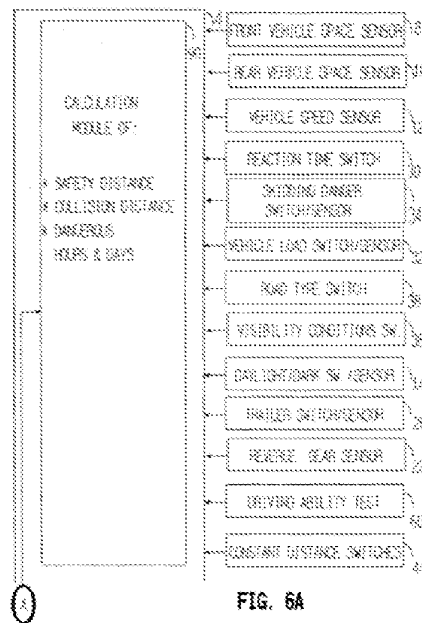 FRONT VEHICLE SPACE SENSOR
REAR VEHICLE SPACE SENSOR
CALCULATION
MODULE OF:
VEHICLE SPEED SENSOR
REACTION TIME SWITCH
SAFETY DISTANCE
COLLISION DISTANCE
DANGEROUS
HOURS & DAYS
SKIDDING DANGER
SWITCH/SENSOR
VEHICLE LOAD SWITCH/SENSOR
ROAD TYPE SWITCH
VISIBILITY CONDITIONS SW.
DAYLIGHT/DARK SW./SENSOR
TRAILER SWITCH/SENSOR
REVERSE GEAR SENSOR
DRIVING ABILITY TEST
CONSTANT DISTANCE SWITCHES
FIG. 6A